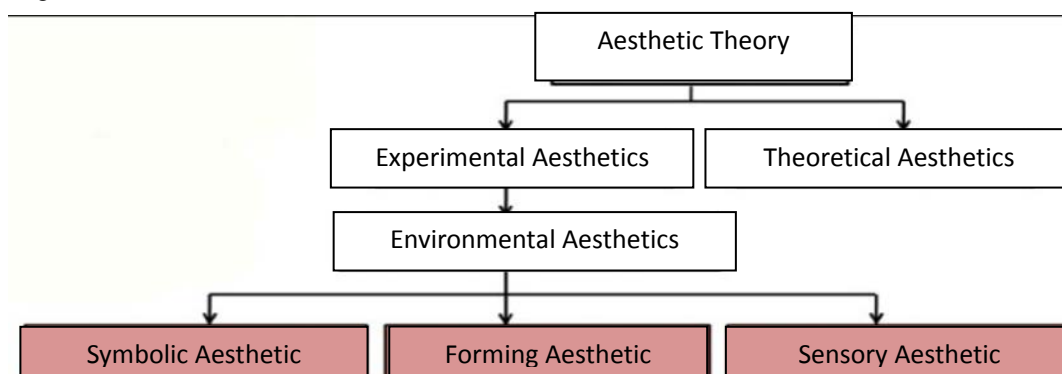 Aesthetic Theory
Experimental Aesthetics
Theoretical Aesthetics
Environmental Aesthetics
Symbolic Aesthetic
Forming Aesthetic
Sensory Aesthetic